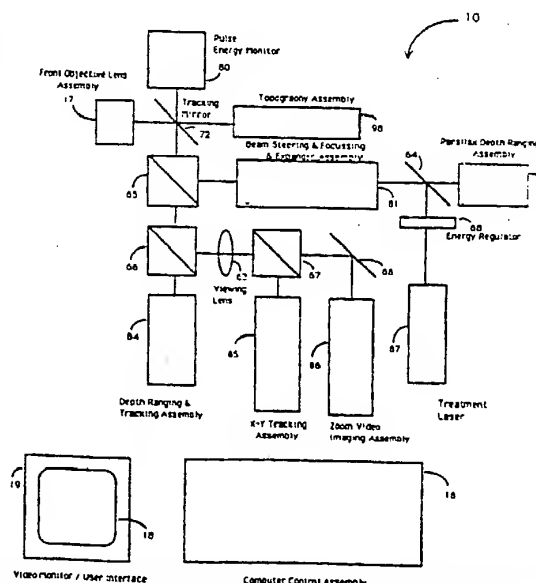 10
Pulse
Energy Monitor
80
Front Objective Lens
Assembly
17
Tracking
Mirror
72
Topography Assembly
98
Beam Steering & Focussing
& Expander Assembly
81
64
Parallax Depth Ranging
Assembly
65
68
Energy Regulator
66
63
Viewing
Lens
67
68
84
85
86
87
Depth Ranging &
Tracking Assembly
X-Y Tracking
Assembly
Zoom Video
Imaging Assembly
Treatment
Laser
19
18
16
Video Monitor / User Interface
Computer Control Assembly